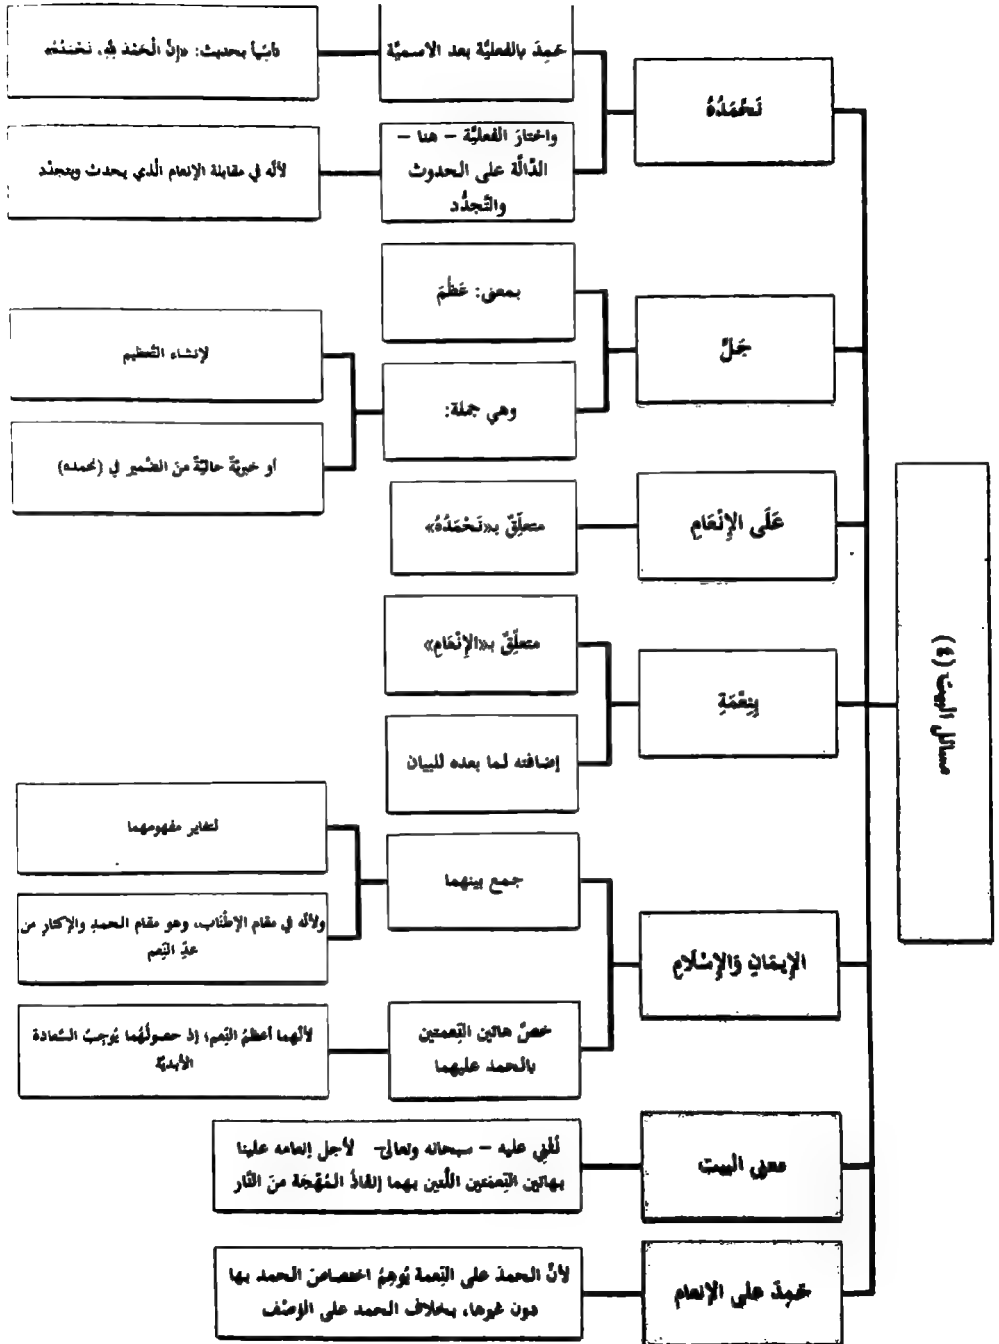 مسائل البيت (٤)
نَحْمَدُهُ
حَمِدَ بالفعليَّة بعد الاسميَّة
تأسِّياً بحديث: «إنَّ الْحَمْدَ لِلهِ، نَحْمَدُهُ»
واختارَ الفعليَّة – هنا –
الدَّالَّة على الحدوث
والتَّجدُّد
لأنَّه في مقابلة الإنعام الَّذي يحدث ويتجدَّد
جَلَّ
بمعنى: عَظُمَ
وهي جملة:
لإنشاء التَّعظيم
أو خبريَّةٌ حاليَّةٌ منَ الضَّمير في (نحمده)
عَلَى الإِنْعَامِ
متعلِّقٌ بـ«نَحْمَدُهُ»
بِنِعْمَةِ
متعلِّقٌ بـ«الإِنْعَامِ»
إضافته لما بعده للبيان
الإِيمَانِ وَالإِسْلَامِ
جمع بينهما
لتغاير مفهومهما
ولأنَّه في مقام الإطْنَاب، وهو مقام الحمدِ والإكثارِ من
عدِّ النِّعم
خصَّ هاتين النِّعمتين
بالحمد عليهما
لأنَّهما أعظمُ النِّعم؛ إذ حصولُهُما يُوجِبُ السَّعادة
الأبديَّة
معنى البيت
نُثْنِي عليه – سبحانه وتعالى- لأجل إنعامه علينا
بهاتين النِّعمتين اللَّتين بهما إنقاذُ المُهْجَة منَ النَّار
حَمِدَ على الإنعام
لأنَّ الحمدَ على النِّعمة يُوهِمُ اختصاصَ الحمد بها
دون غيرها، بخلاف الحمد على الوَصْف